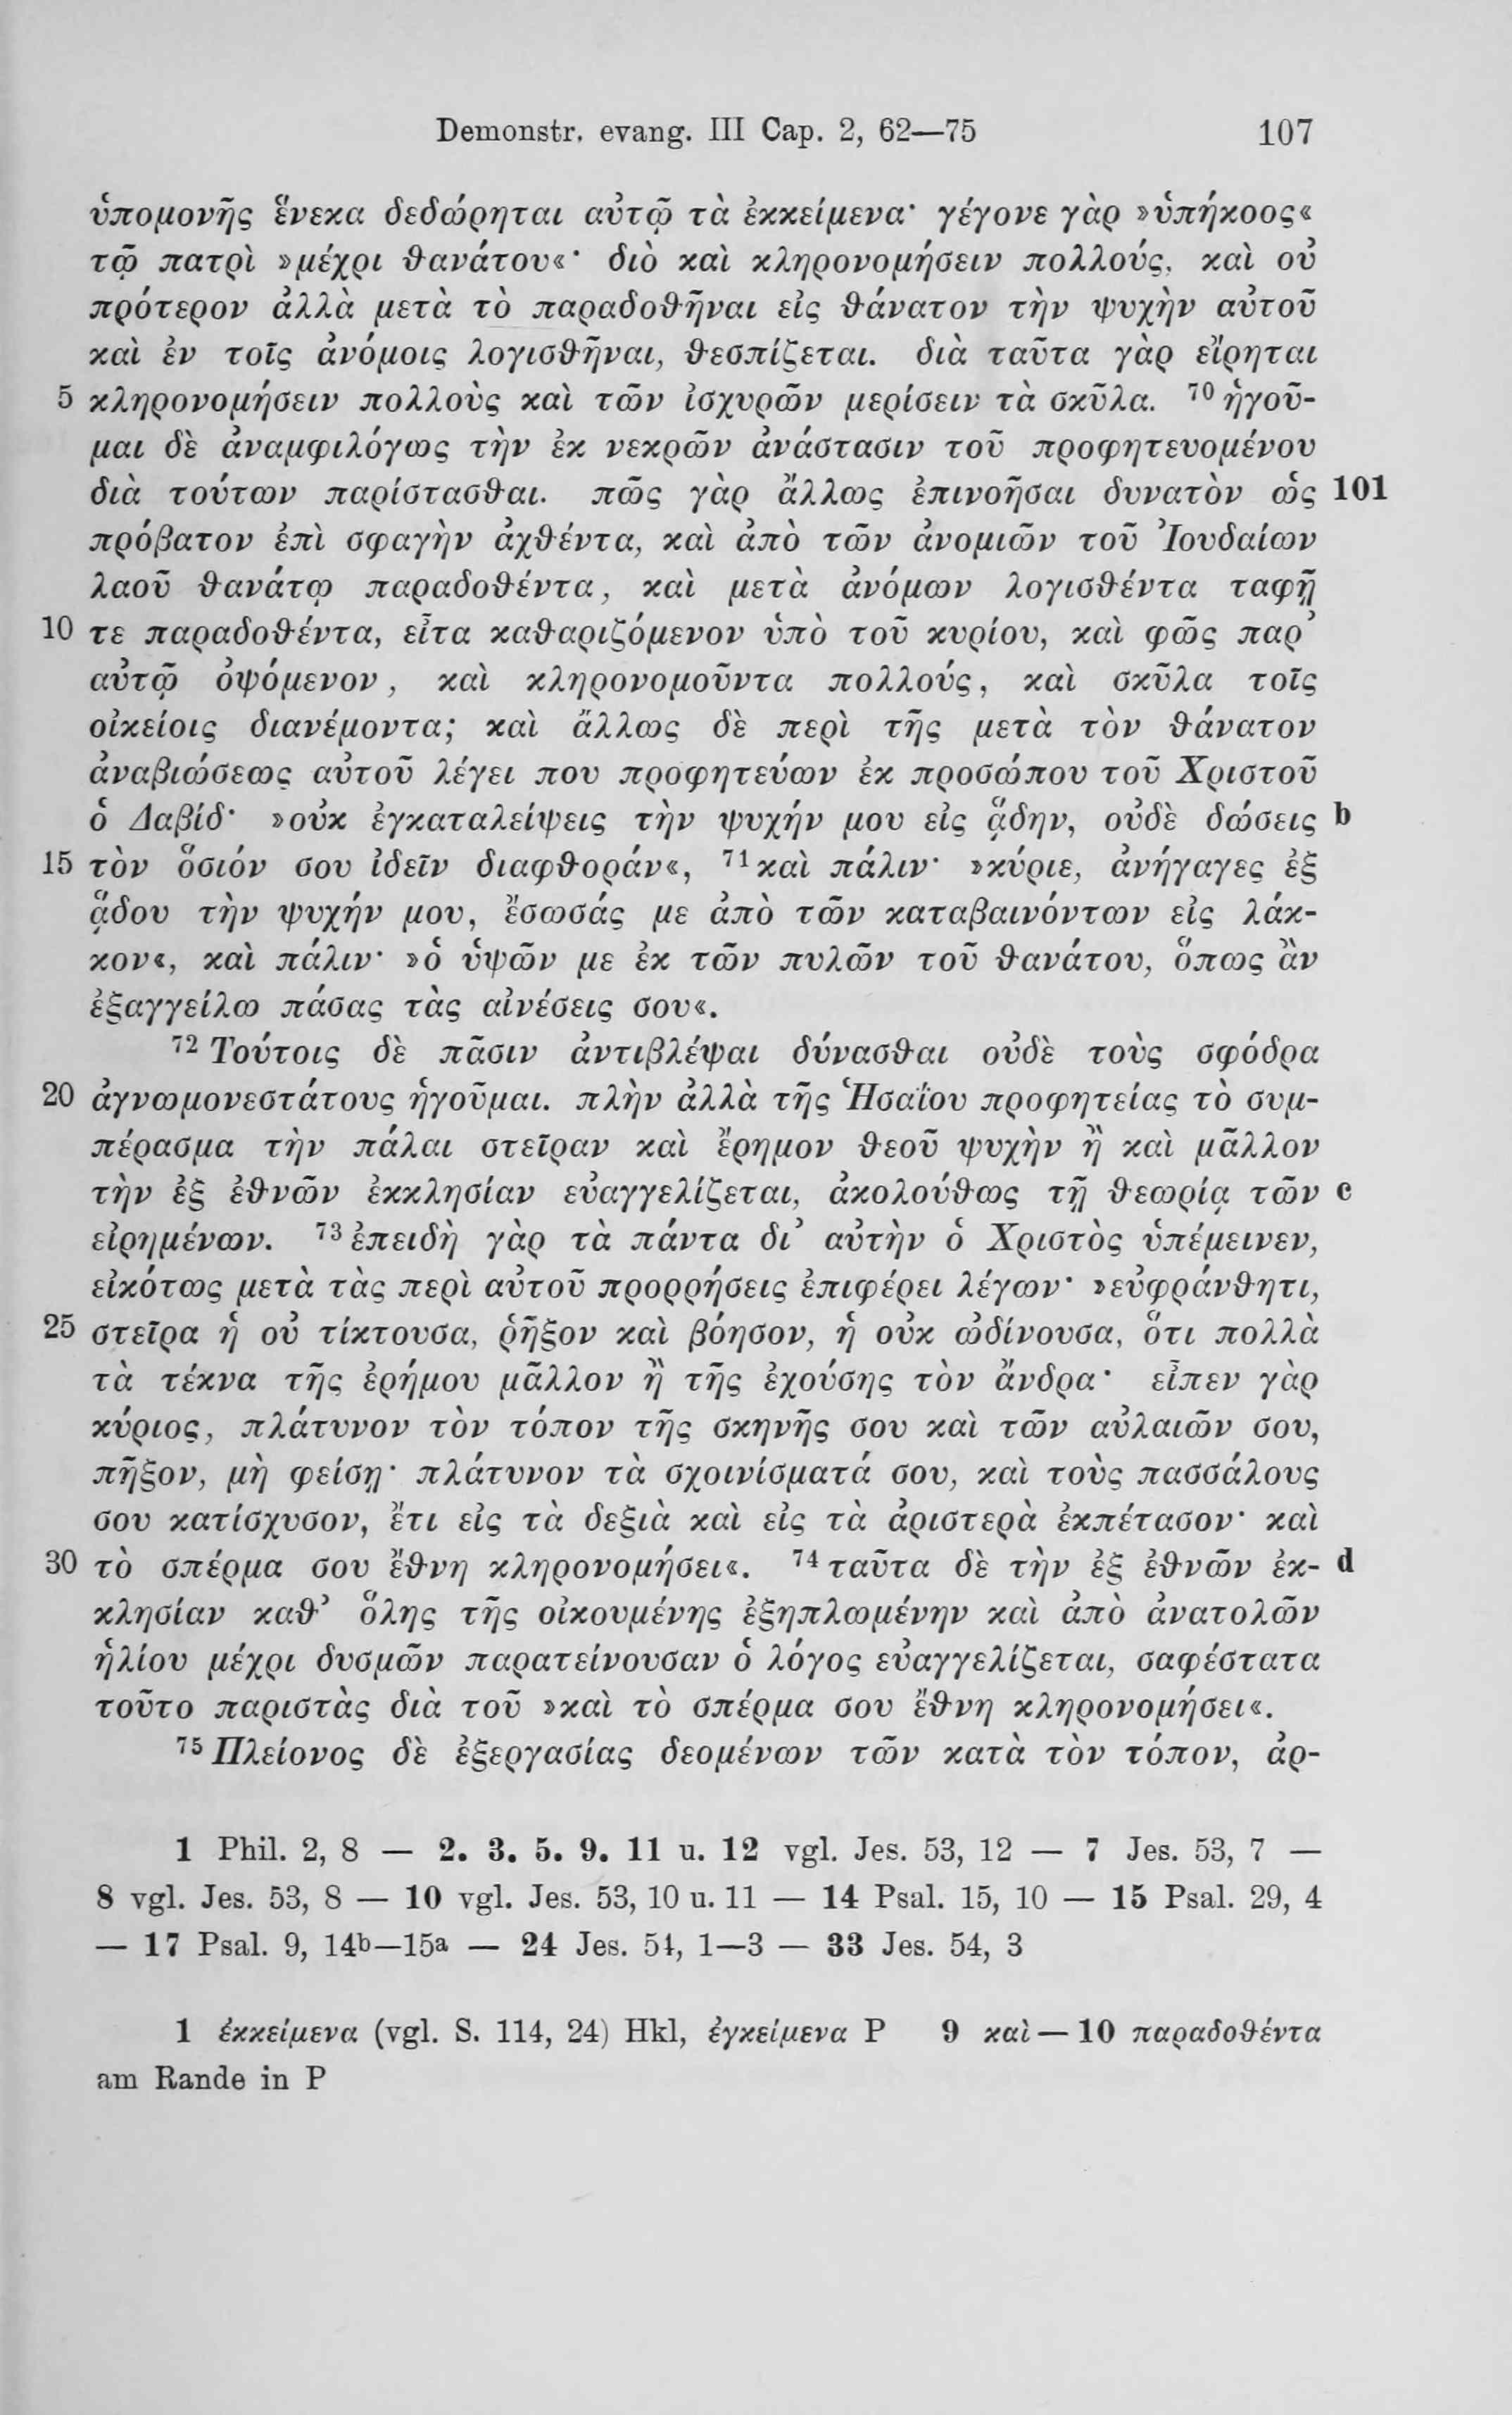 Demonstr. evang. III Cap. 2, 62—75 107
ὑπομονῆς ἕνεκα δεδώρηται αὐτῷ τὰ ἐκκείμενα· γέγονε γὰρ »ὑπήκοος«
τῷ πατρὶ »μέχρι θανάτου«· διὸ καὶ κληρονομήσειν πολλούς, καὶ οὐ
πρότερον ἀλλὰ μετὰ τὸ παραδοθῆναι εἰς θάνατον τὴν ψυχὴν αὐτοῦ
καὶ ἐν τοῖς ἀνόμοις λογισθῆναι, θεσπίζεται. διὰ ταῦτα γὰρ εἴρηται
5 κληρονομήσειν πολλοὺς καὶ τῶν ἰσχυρῶν μερίσειν τὰ σκῦλα. ⁷⁰ ἡγοῦ-
μαι δὲ ἀναμφιλόγως τὴν ἐκ νεκρῶν ἀνάστασιν τοῦ προφητευομένου
διὰ τούτων παρίστασθαι. πῶς γὰρ ἄλλως ἐπινοῆσαι δυνατὸν ὡς 101
πρόβατον ἐπὶ σφαγὴν ἀχθέντα, καὶ ἀπὸ τῶν ἀνομιῶν τοῦ Ἰουδαίων
λαοῦ θανάτῳ παραδοθέντα, καὶ μετὰ ἀνόμων λογισθέντα ταφῇ
10 τε παραδοθέντα, εἶτα καθαριζόμενον ὑπὸ τοῦ κυρίου, καὶ φῶς παρ᾽
αὐτῷ ὀψόμενον, καὶ κληρονομοῦντα πολλούς, καὶ σκῦλα τοῖς
οἰκείοις διανέμοντα; καὶ ἄλλως δὲ περὶ τῆς μετὰ τὸν θάνατον
ἀναβιώσεως αὐτοῦ λέγει που προφητεύων ἐκ προσώπου τοῦ Χριστοῦ
ὁ Δαβίδ· »οὐκ ἐγκαταλείψεις τὴν ψυχήν μου εἰς ᾅδην, οὐδὲ δώσεις b
15 τὸν ὅσιόν σου ἰδεῖν διαφθοράν«, ⁷¹ καὶ πάλιν· »κύριε, ἀνήγαγες ἐξ
ᾅδου τὴν ψυχήν μου, ἔσωσάς με ἀπὸ τῶν καταβαινόντων εἰς λάκ-
κον«, καὶ πάλιν· »ὁ ὑψῶν με ἐκ τῶν πυλῶν τοῦ θανάτου, ὅπως ἂν
ἐξαγγείλω πάσας τὰς αἰνέσεις σου«.
⁷² Τούτοις δὲ πᾶσιν ἀντιβλέψαι δύνασθαι οὐδὲ τοὺς σφόδρα
20 ἀγνωμονεστάτους ἡγοῦμαι. πλὴν ἀλλὰ τῆς Ἡσαΐου προφητείας τὸ συμ-
πέρασμα τὴν πάλαι στεῖραν καὶ ἔρημον θεοῦ ψυχὴν ἢ καὶ μᾶλλον
τὴν ἐξ ἐθνῶν ἐκκλησίαν εὐαγγελίζεται, ἀκολούθως τῇ θεωρίᾳ τῶν c
εἰρημένων. ⁷³ ἐπειδὴ γὰρ τὰ πάντα δι᾽ αὐτὴν ὁ Χριστὸς ὑπέμεινεν,
εἰκότως μετὰ τὰς περὶ αὐτοῦ προρρήσεις ἐπιφέρει λέγων· »εὐφράνθητι,
25 στεῖρα ἡ οὐ τίκτουσα, ῥῆξον καὶ βόησον, ἡ οὐκ ὠδίνουσα, ὅτι πολλὰ
τὰ τέκνα τῆς ἐρήμου μᾶλλον ἢ τῆς ἐχούσης τὸν ἄνδρα· εἶπεν γὰρ
κύριος, πλάτυνον τὸν τόπον τῆς σκηνῆς σου καὶ τῶν αὐλαιῶν σου,
πῆξον, μὴ φείσῃ· πλάτυνον τὰ σχοινίσματά σου, καὶ τοὺς πασσάλους
σου κατίσχυσον, ἔτι εἰς τὰ δεξιὰ καὶ εἰς τὰ ἀριστερὰ ἐκπέτασον· καὶ
30 τὸ σπέρμα σου ἔθνη κληρονομήσει«. ⁷⁴ ταῦτα δὲ τὴν ἐξ ἐθνῶν ἐκ- d
κλησίαν καθ᾽ ὅλης τῆς οἰκουμένης ἐξηπλωμένην καὶ ἀπὸ ἀνατολῶν
ἡλίου μέχρι δυσμῶν παρατείνουσαν ὁ λόγος εὐαγγελίζεται, σαφέστατα
τοῦτο παριστὰς διὰ τοῦ »καὶ τὸ σπέρμα σου ἔθνη κληρονομήσει«.
⁷⁵ Πλείονος δὲ ἐξεργασίας δεομένων τῶν κατὰ τὸν τόπον, ἀρ-
1 Phil. 2, 8 — 2. 3. 5. 9. 11 u. 12 vgl. Jes. 53, 12 — 7 Jes. 53, 7 —
8 vgl. Jes. 53, 8 — 10 vgl. Jes. 53, 10 u. 11 — 14 Psal. 15, 10 — 15 Psal. 29, 4
— 17 Psal. 9, 14b—15a — 24 Jes. 54, 1—3 — 33 Jes. 54, 3
1 ἐκκείμενα (vgl. S. 114, 24) Hkl, ἐγκείμενα P 9 καὶ — 10 παραδοθέντα
am Rande in P